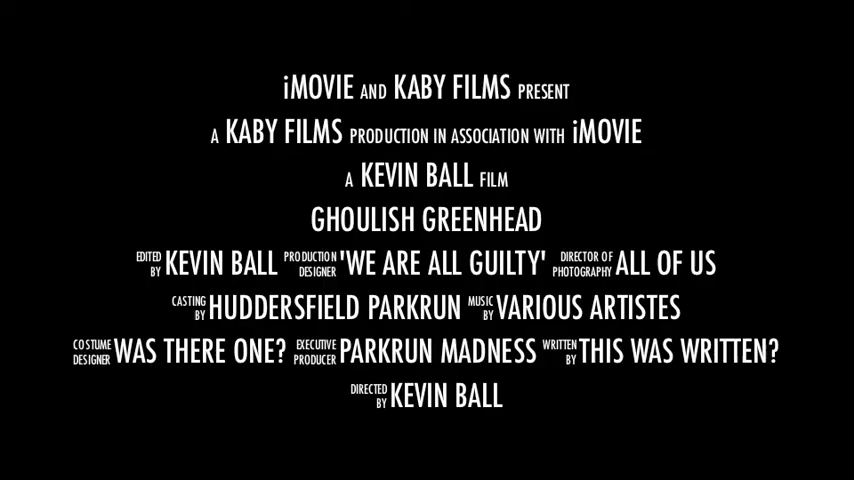 iMOVIE AND KABY FILMS PRESENT
A KABY FILMS PRODUCTION IN ASSOCIATION WITH iMOVIE
A KEVIN BALL FILM
GHOULISH GREENHEAD
EDITED BY KEVIN BALL PRODUCTION DESIGNER 'WE ARE ALL GUILTY' DIRECTOR OF PHOTOGRAPHY ALL OF US
CASTING BY HUDDERSFIELD PARKRUN MUSIC BY VARIOUS ARTISTES
COSTUME DESIGNER WAS THERE ONE? EXECUTIVE PRODUCER PARKRUN MADNESS WRITTEN BY THIS WAS WRITTEN?
DIRECTED BY KEVIN BALL